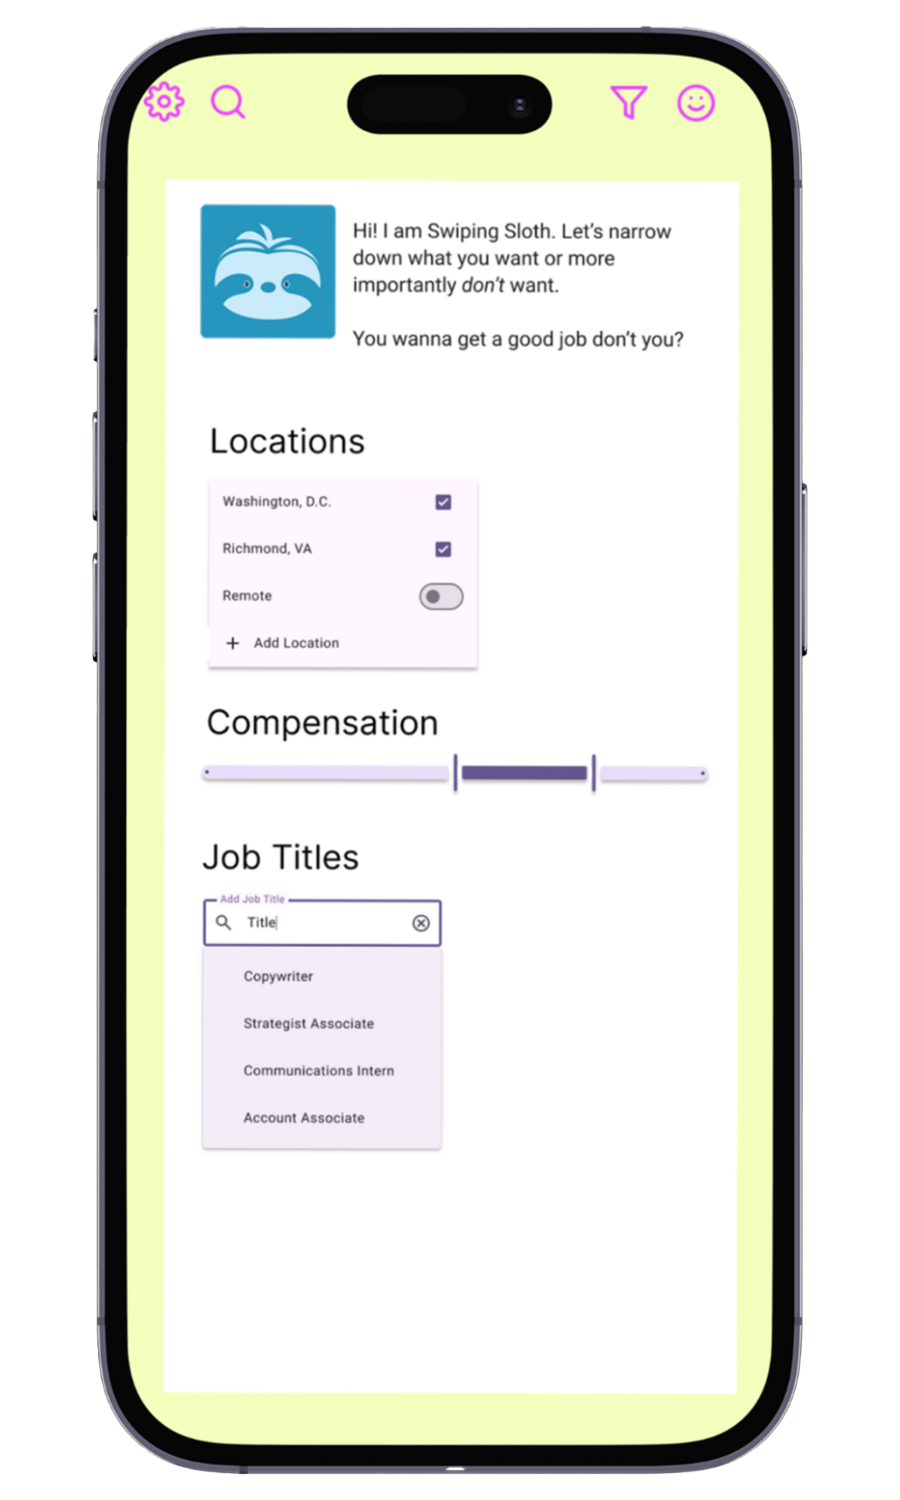 Hi! I am Swiping Sloth. Let’s narrow
down what you want or more
importantly don’t want.
You wanna get a good job don’t you?
Locations
Washington, D.C.
Richmond, VA
Remote
+ Add Location
Compensation
Job Titles
Add Job Title
Title
Copywriter
Strategist Associate
Communications Intern
Account Associate